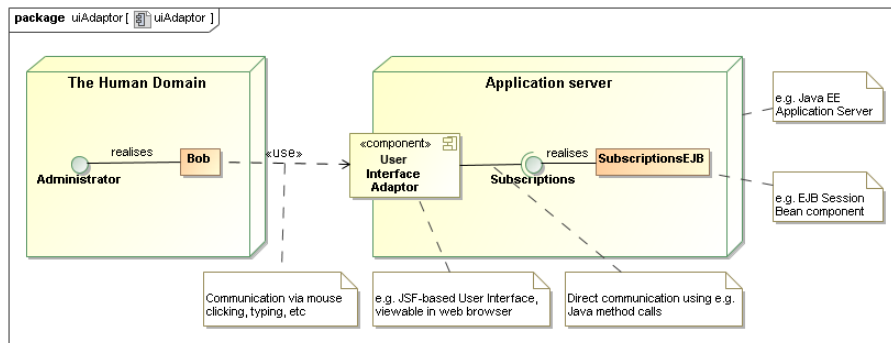 package uiAdaptor [ uiAdaptor ]
The Human Domain
Application server
e.g. Java EE
Application Server
realises
Bob
Administrator
«use»
«component»
User
Interface
Adaptor
realises
Subscriptions
SubscriptionsEJB
e.g. EJB Session
Bean component
Communication via mouse
clicking, typing, etc
e.g. JSF-based User Interface,
viewable in web browser
Direct communication using e.g.
Java method calls